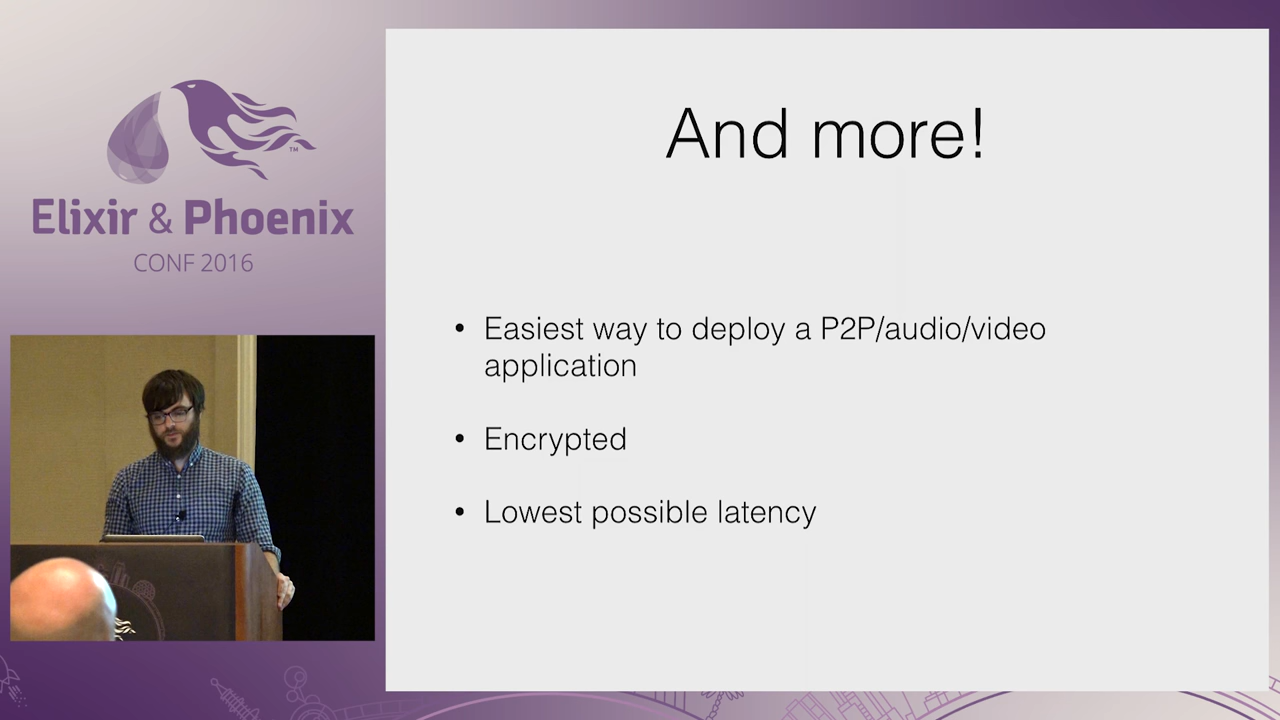 Elixir & Phoenix
CONF 2016
And more!
• Easiest way to deploy a P2P/audio/video
application
• Encrypted
• Lowest possible latency